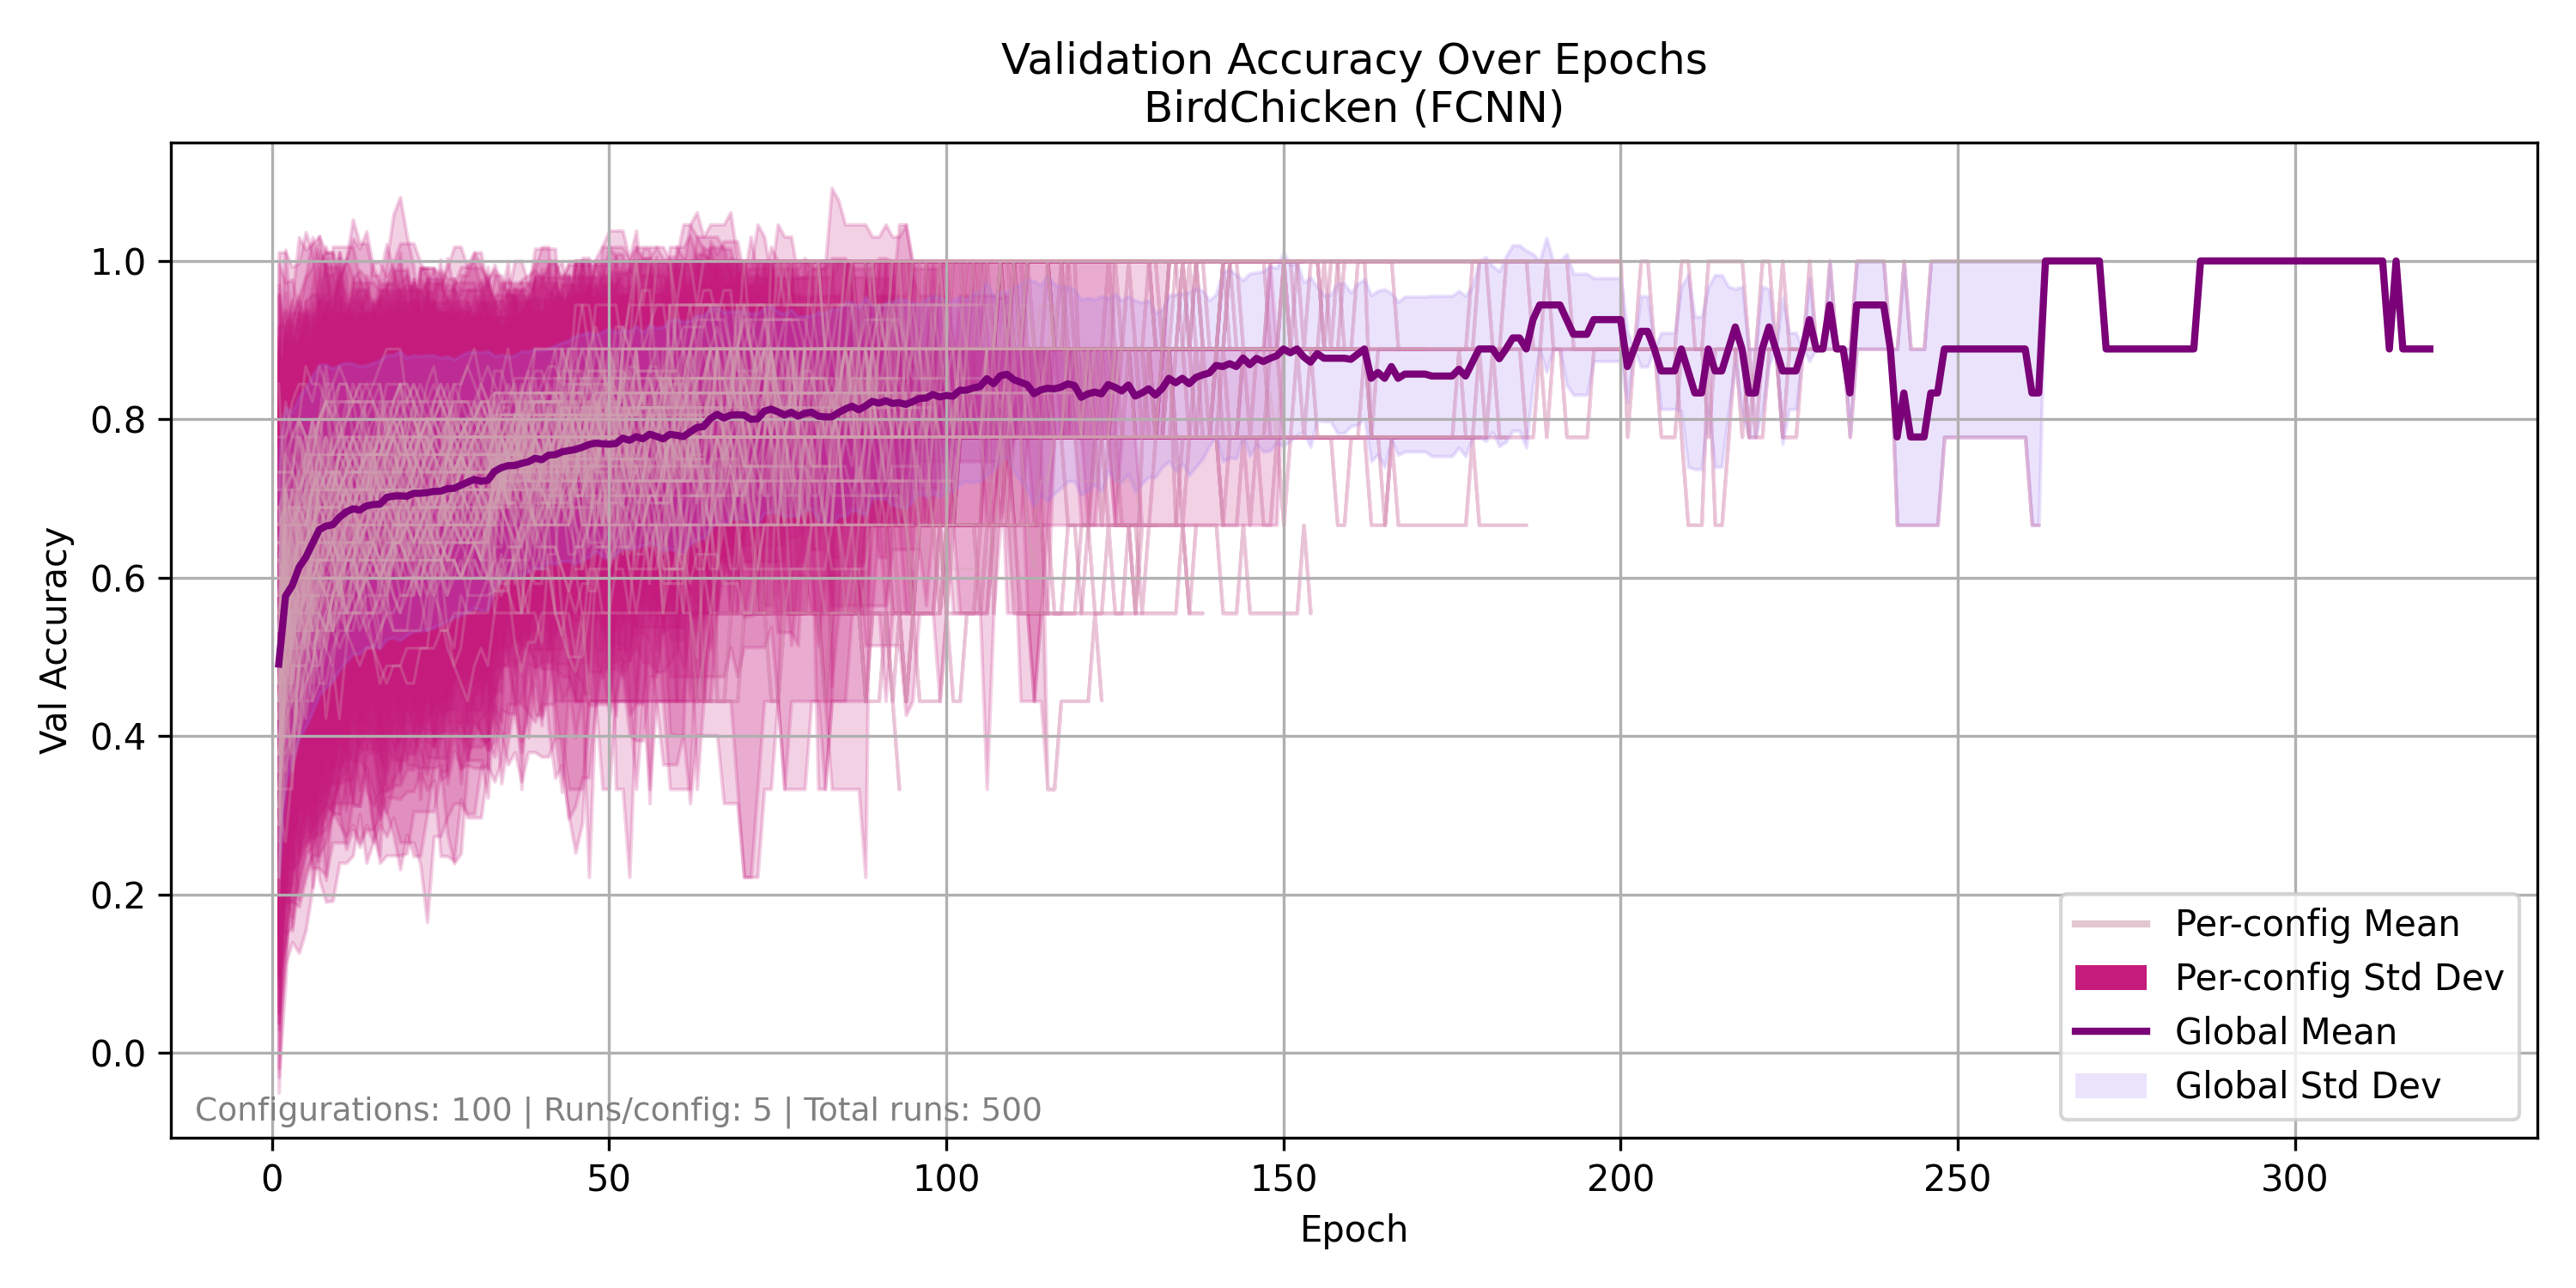 Validation Accuracy Over Epochs
BirdChicken (FCNN)
Val Accuracy
1.0
0.8
0.6
0.4
0.2
0.0
Per-config Mean
Per-config Std Dev
Global Mean
Global Std Dev
Configurations: 100 | Runs/config: 5 | Total runs: 500
0 50 100 150 200 250 300
Epoch